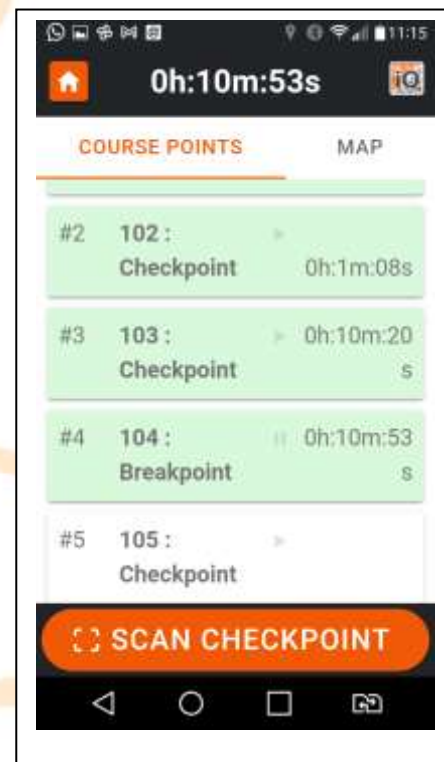 11:15
0h:10m:53s
iO
COURSE POINTS MAP
#2 102 :
Checkpoint 0h:1m:08s
#3 103 : 0h:10m:20
Checkpoint s
#4 104 : 0h:10m:53
Breakpoint s
#5 105 :
Checkpoint
SCAN CHECKPOINT